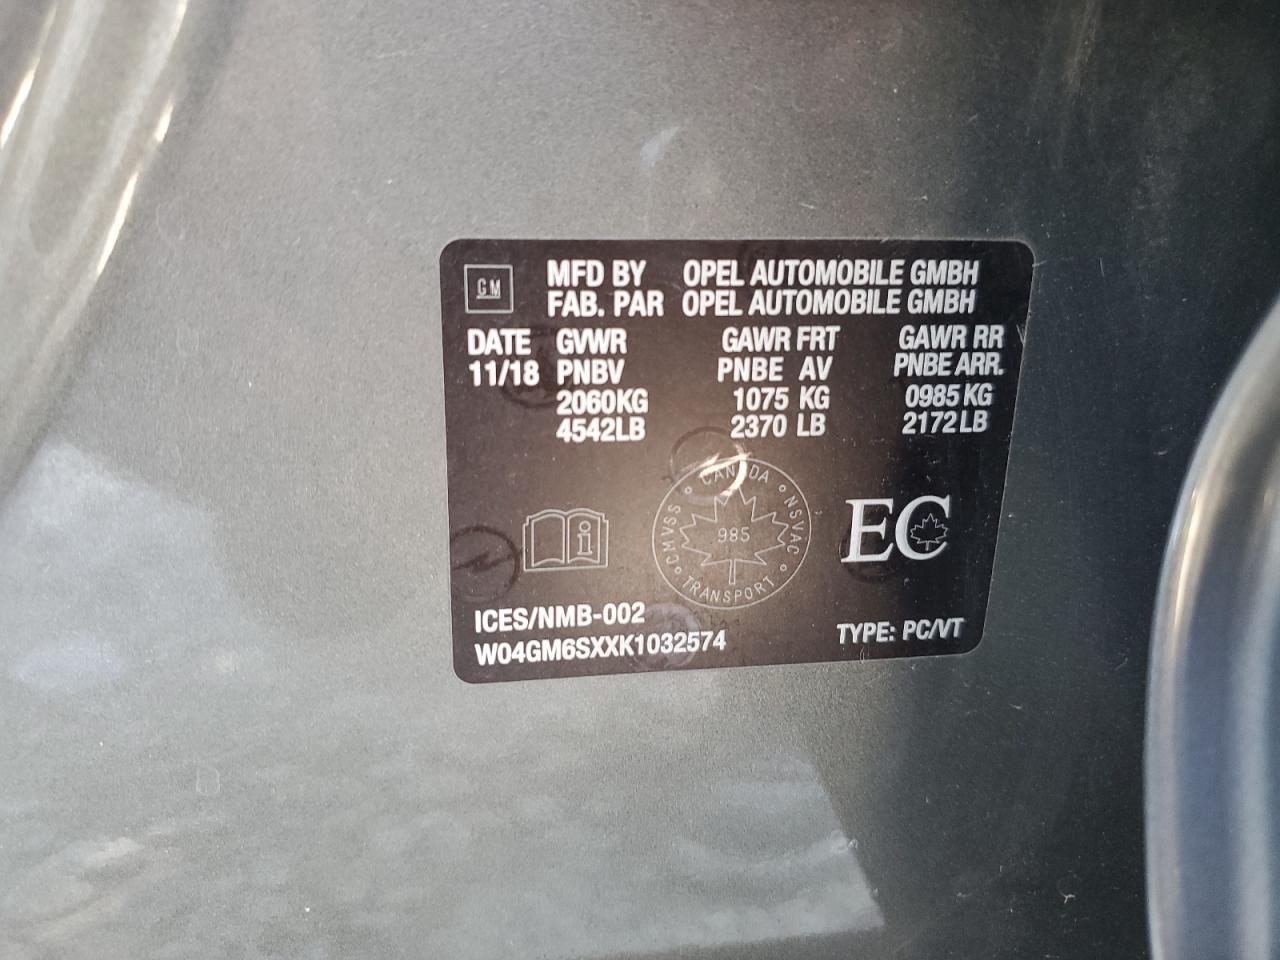 GM
MFD BY OPEL AUTOMOBILE GMBH
FAB. PAR OPEL AUTOMOBILE GMBH
DATE GVWR GAWR FRT GAWR RR
11/18 PNBV PNBE AV PNBE ARR.
2060KG 1075 KG 0985 KG
4542LB 2370 LB 2172 LB
CANADA
CMVSS 985 NSVAC
TRANSPORT
i
EC
ICES/NMB-002
W04GM6SXXK1032574
TYPE: PC/VT